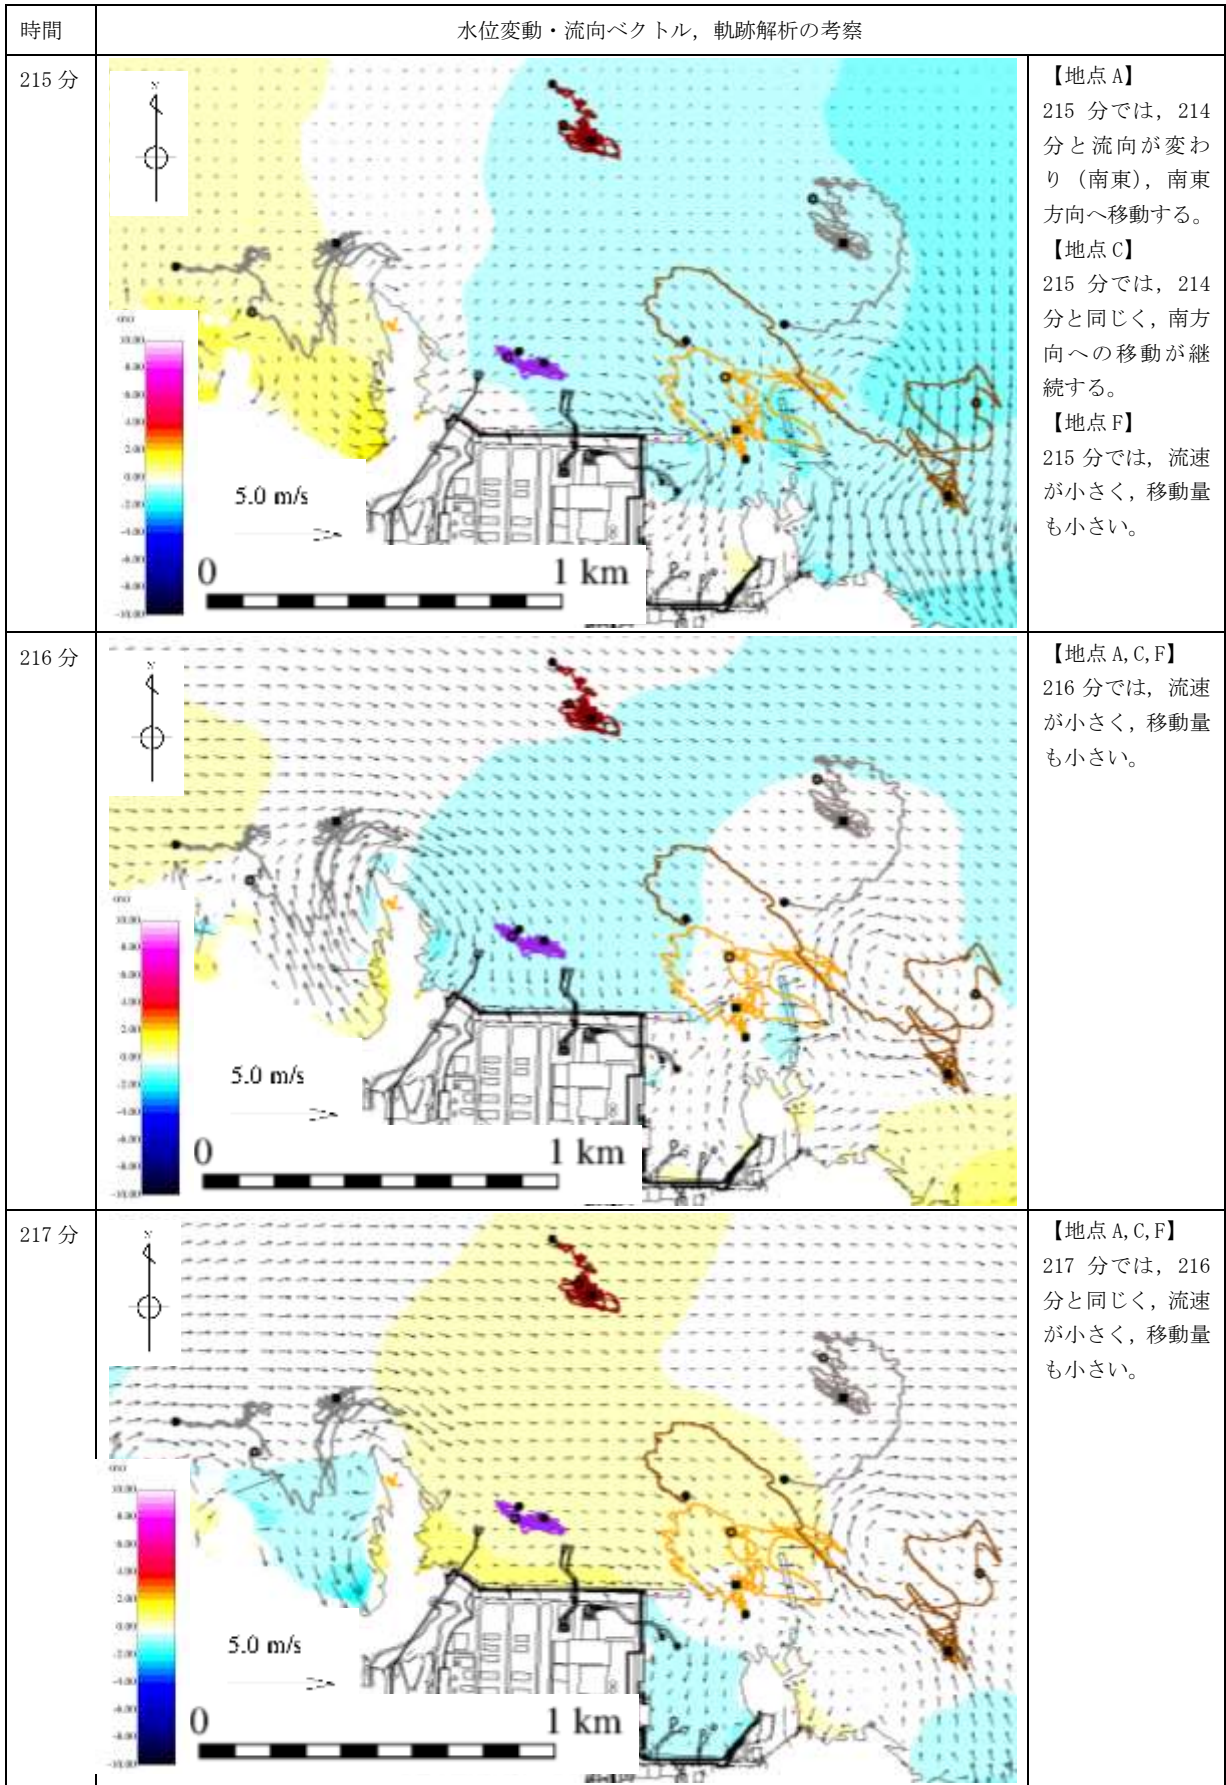 時間
水位変動・流向ベクトル，軌跡解析の考察
215 分
N
5.0 m/s
0 1 km
【地点 A】
215 分では，214
分と流向が変わ
り（南東），南東
方向へ移動する。
【地点 C】
215 分では，214
分と同じく，南方
向への移動が継
続する。
【地点 F】
215 分では，流速
が小さく，移動量
も小さい。
216 分
N
5.0 m/s
0 1 km
【地点 A,C,F】
216 分では，流速
が小さく，移動量
も小さい。
217 分
N
5.0 m/s
0 1 km
【地点 A,C,F】
217 分では，216
分と同じく，流速
が小さく，移動量
も小さい。